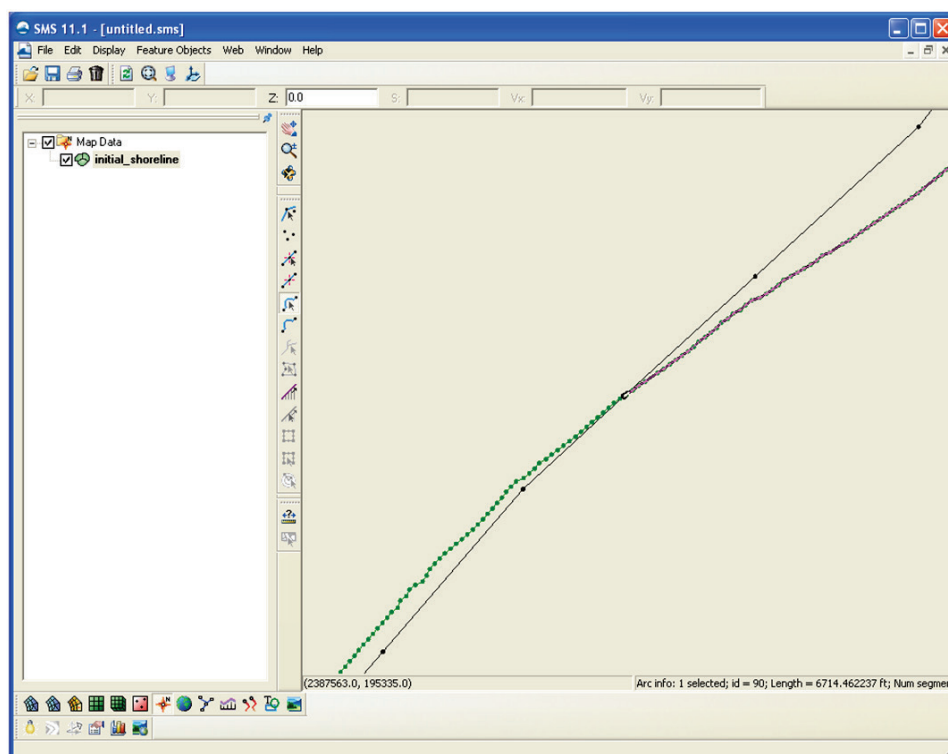 SMS 11.1 - [untitled.sms]
File Edit Display Feature Objects Web Window Help
X: Y: Z: 0.0 S: Vx: Vy:
Map Data
initial_shoreline
(2387563.0, 195335.0) Arc info: 1 selected; id = 90; Length = 6714.462237 ft; Num segmen